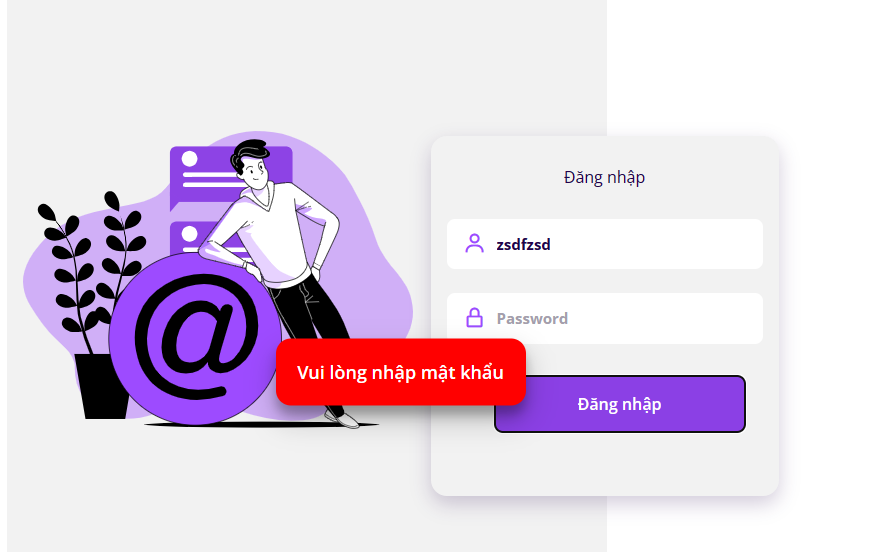 Đăng nhập
zsdfzsd
Password
Vui lòng nhập mật khẩu
Đăng nhập
@